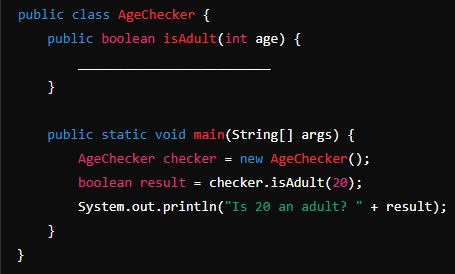 public class AgeChecker {
public boolean isAdult(int age) {
_________________________
}
public static void main(String[] args) {
AgeChecker checker = new AgeChecker();
boolean result = checker.isAdult(20);
System.out.println("Is 20 an adult? " + result);
}
}